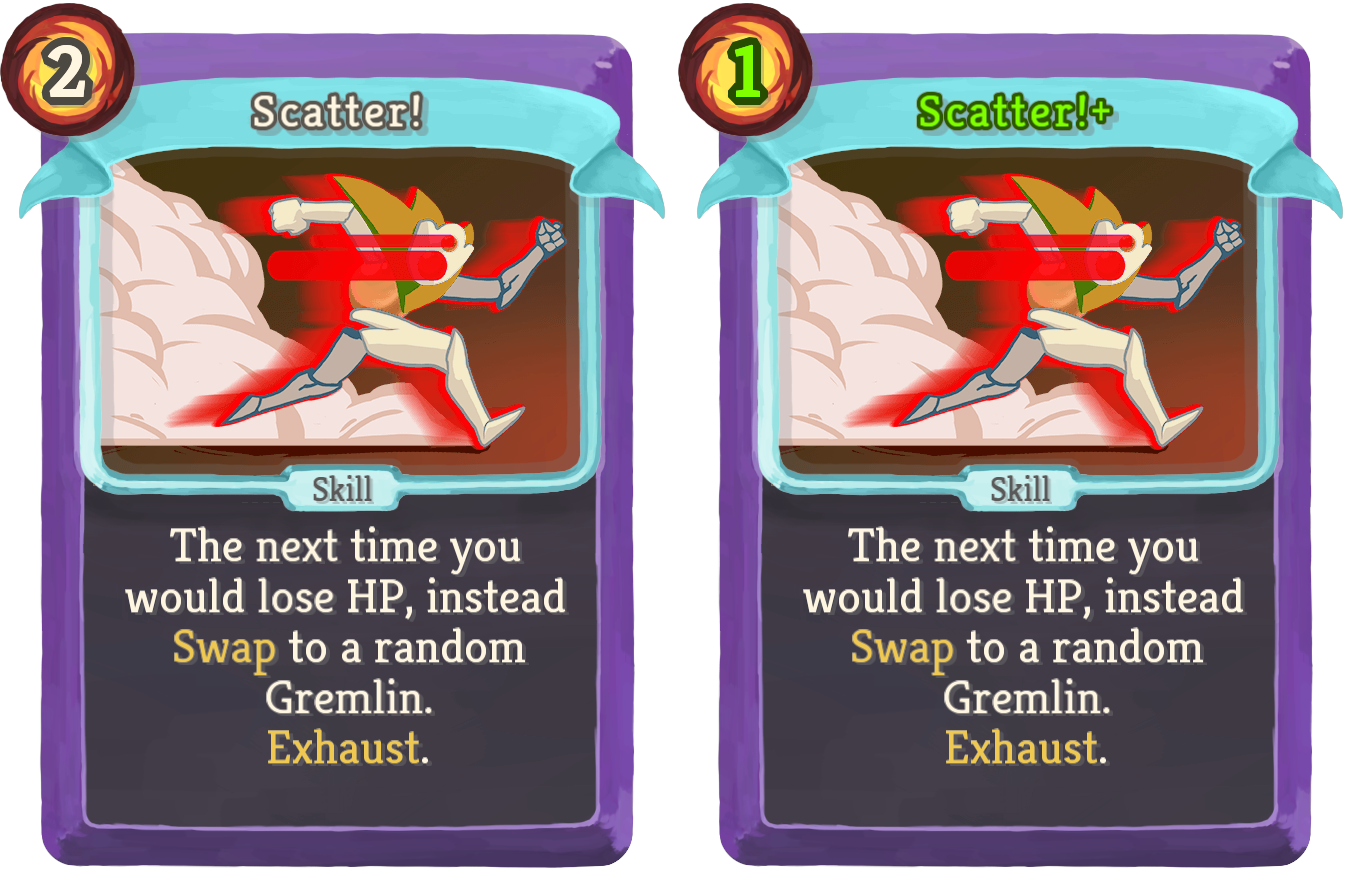 2
Scatter!
Skill
The next time you
would lose HP, instead
Swap to a random
Gremlin.
Exhaust.
1
Scatter!+
Skill
The next time you
would lose HP, instead
Swap to a random
Gremlin.
Exhaust.